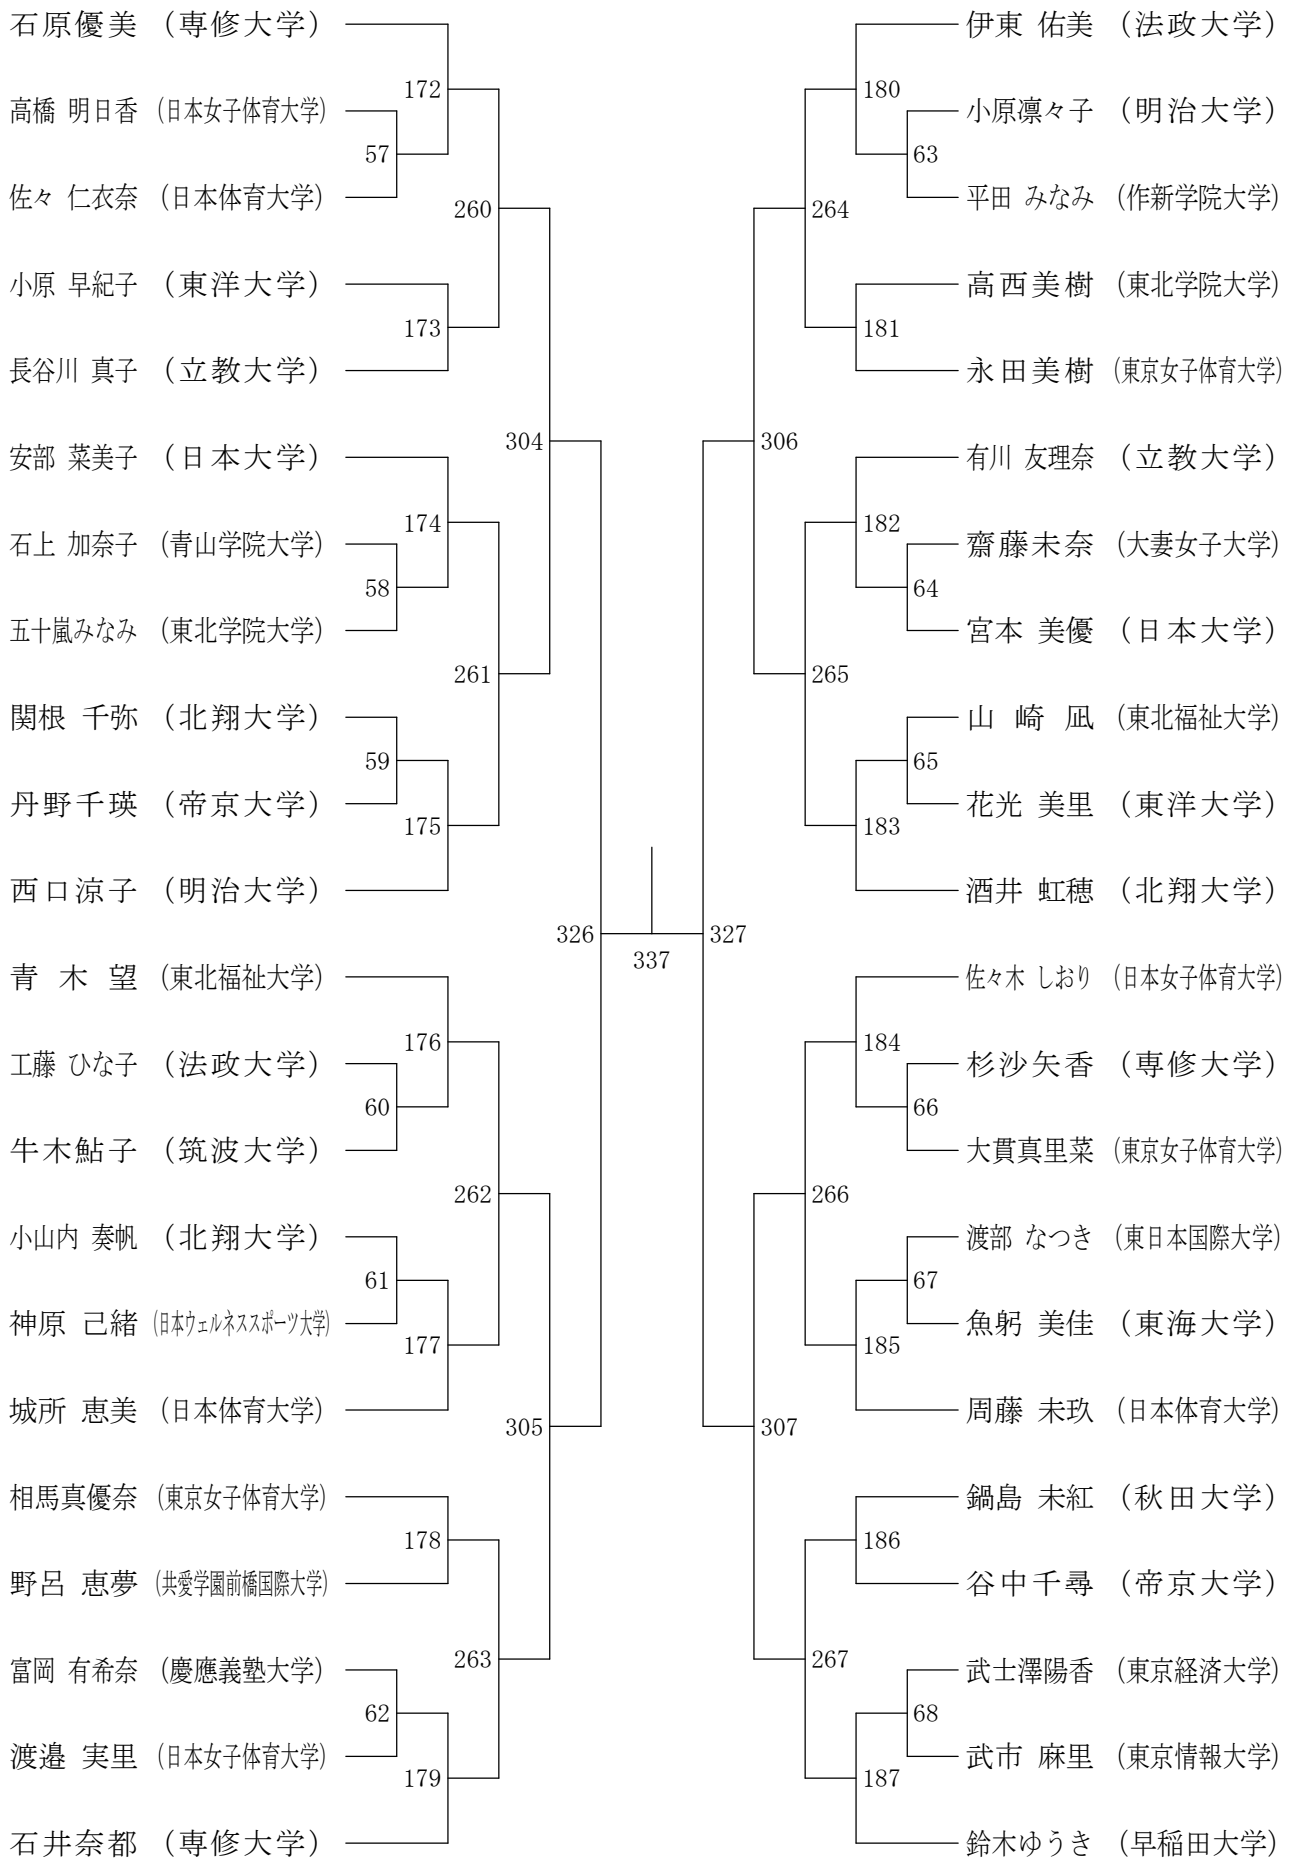 石原優美 （専修大学）
172
高橋 明日香 （日本女子体育大学）
57
佐々 仁衣奈 （日本体育大学）
260
小原 早紀子 （東洋大学）
173
長谷川 真子 （立教大学）
304
安部 菜美子 （日本大学）
174
石上 加奈子 （青山学院大学）
58
五十嵐みなみ （東北学院大学）
261
関根 千弥 （北翔大学）
59
丹野千瑛 （帝京大学）
175
西口涼子 （明治大学）
326
337
青木望 （東北福祉大学）
176
工藤 ひな子 （法政大学）
60
牛木鮎子 （筑波大学）
262
小山内 奏帆 （北翔大学）
61
神原 己緒 （日本ウェルネススポーツ大学）
177
城所 恵美 （日本体育大学）
305
相馬真優奈 （東京女子体育大学）
178
野呂 恵夢 （共愛学園前橋国際大学）
263
富岡 有希奈 （慶應義塾大学）
62
渡邉 実里 （日本女子体育大学）
179
石井奈都 （専修大学）
伊東 佑美 （法政大学）
180
小原凛々子 （明治大学）
63
平田 みなみ （作新学院大学）
264
高西美樹 （東北学院大学）
181
永田美樹 （東京女子体育大学）
306
有川 友理奈 （立教大学）
182
齋藤未奈 （大妻女子大学）
64
宮本 美優 （日本大学）
265
山崎凪 （東北福祉大学）
65
花光 美里 （東洋大学）
183
酒井 虹穂 （北翔大学）
327
佐々木 しおり （日本女子体育大学）
184
杉沙矢香 （専修大学）
66
大貫真里菜 （東京女子体育大学）
266
渡部 なつき （東日本国際大学）
67
魚躬 美佳 （東海大学）
185
周藤 未玖 （日本体育大学）
307
鍋島 未紅 （秋田大学）
186
谷中千尋 （帝京大学）
267
武士澤陽香 （東京経済大学）
68
武市 麻里 （東京情報大学）
187
鈴木ゆうき （早稲田大学）